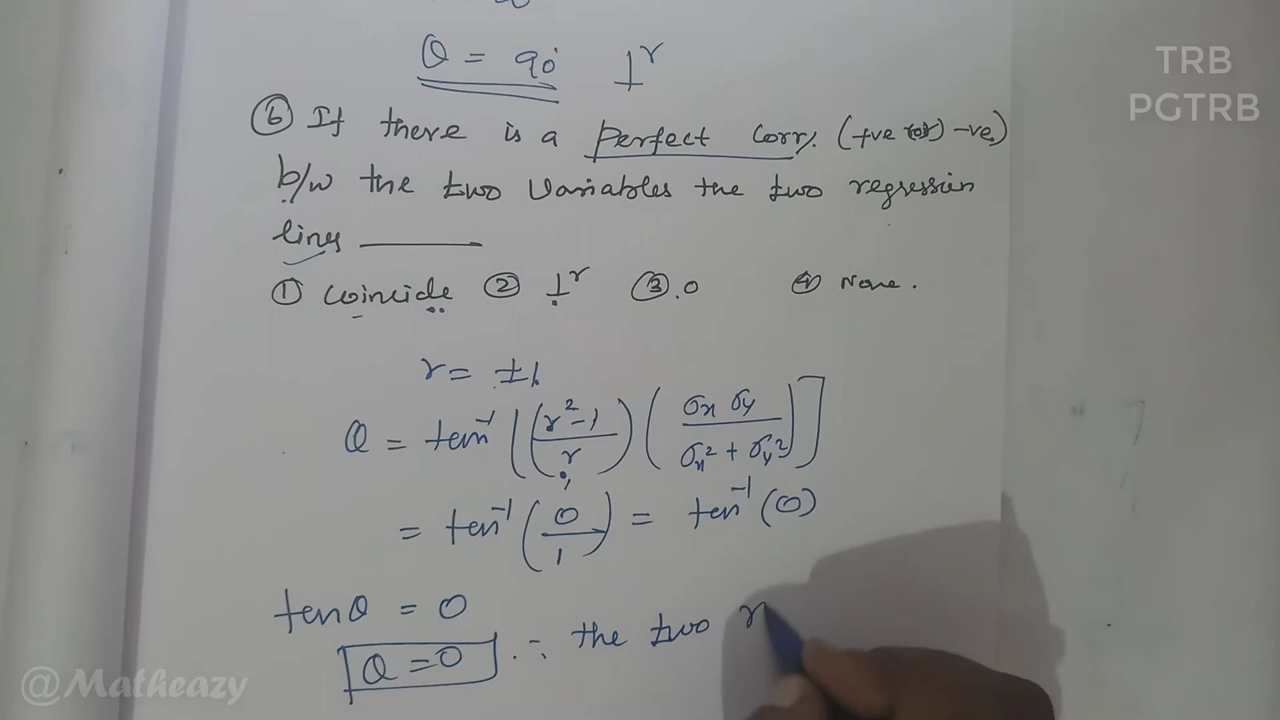 θ = 90° ⊥r
TRB
PGTRB
⑥ If there is a perfect Corr. (+ve (or) -ve)
b/w the two variables the two regression
lines ______
① coincide ② ⊥r ③ 0 ④ None.
r = ±1
θ = tan⁻¹[((r²-1)/r)(σx σy/(σx² + σy²))]
= tan⁻¹(0/1) = tan⁻¹(0)
tanθ = 0
θ = 0 ∴ the two r
@Matheazy